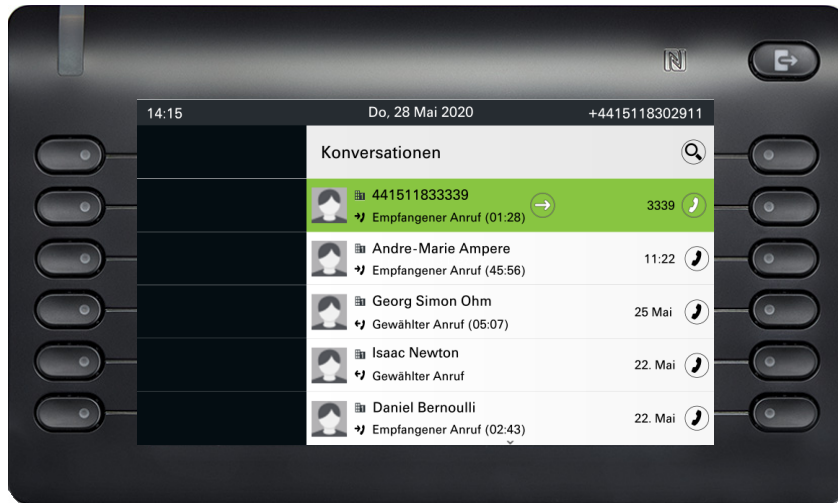 14:15 Do, 28 Mai 2020 +4415118302911
Konversationen
441511833339
Empfangener Anruf (01:28)
3339
Andre-Marie Ampere
Empfangener Anruf (45:56)
11:22
Georg Simon Ohm
Gewählter Anruf (05:07)
25 Mai
Isaac Newton
Gewählter Anruf
22. Mai
Daniel Bernoulli
Empfangener Anruf (02:43)
22. Mai